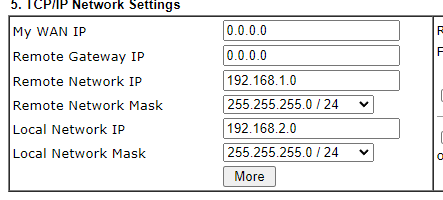 5. TCP/IP Network Settings
My WAN IP 0.0.0.0
Remote Gateway IP 0.0.0.0
Remote Network IP 192.168.1.0
Remote Network Mask 255.255.255.0 / 24
Local Network IP 192.168.2.0
Local Network Mask 255.255.255.0 / 24
More